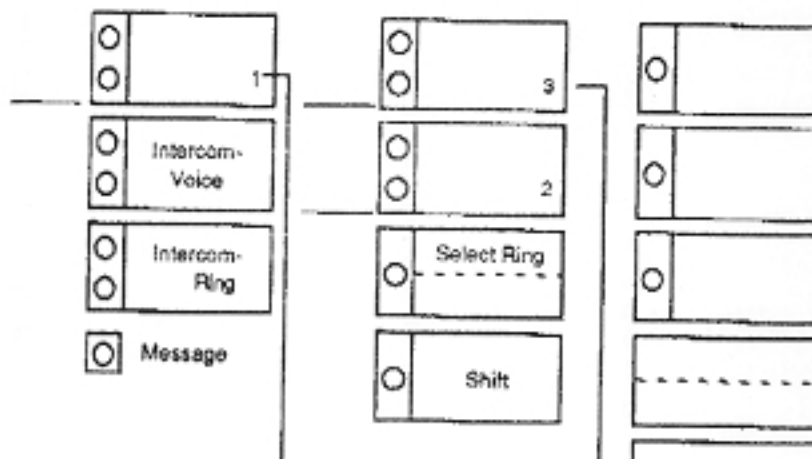 1
Intercom-
Voice
Intercom-
Ring
Message
3
2
Select Ring
Shift